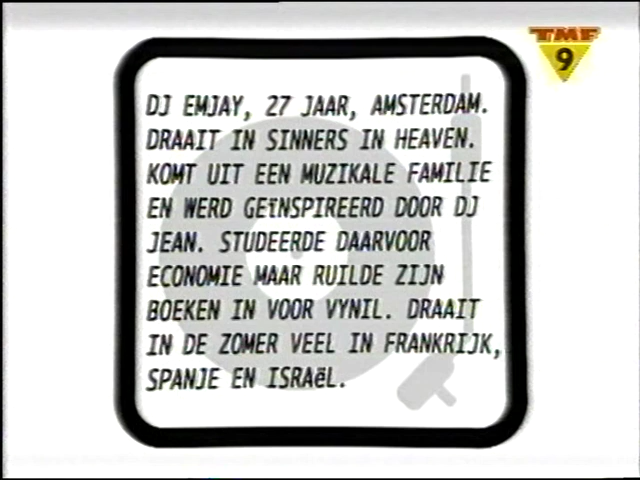 TMF
9
DJ EMJAY, 27 JAAR, AMSTERDAM.
DRAAIT IN SINNERS IN HEAVEN.
KOMT UIT EEN MUZIKALE FAMILIE
EN WERD GEïNSPIREERD DOOR DJ
JEAN. STUDEERDE DAARVOOR
ECONOMIE MAAR RUILDE ZIJN
BOEKEN IN VOOR VYNIL. DRAAIT
IN DE ZOMER VEEL IN FRANKRIJK,
SPANJE EN ISRAëL.